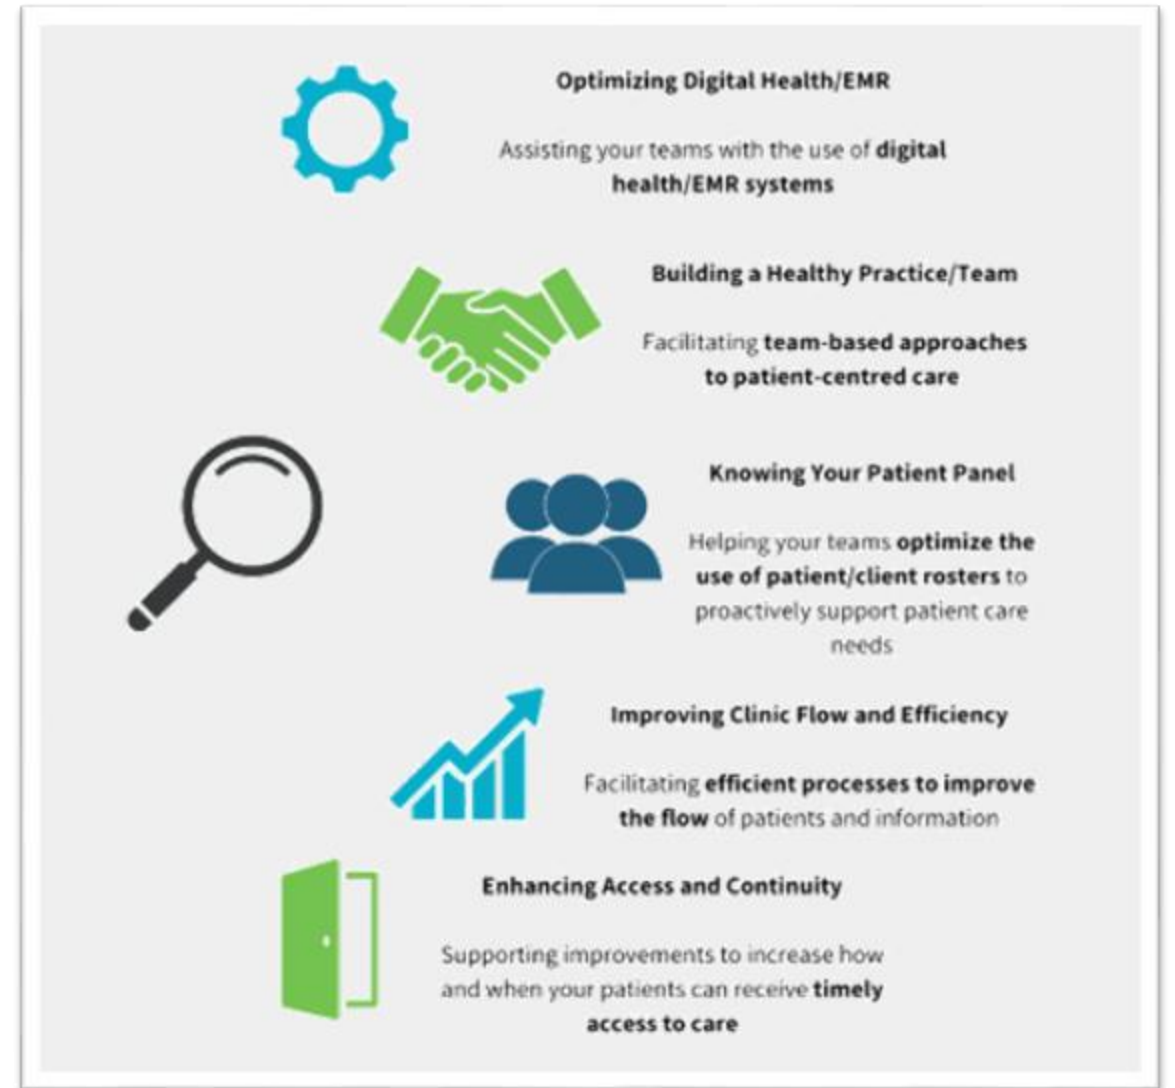 Optimizing Digital Health/EMR
Assisting your teams with the use of digital
health/EMR systems
Building a Healthy Practice/Team
Facilitating team-based approaches
to patient-centred care
Knowing Your Patient Panel
Helping your teams optimize the
use of patient/client rosters to
proactively support patient care
needs
Improving Clinic Flow and Efficiency
Facilitating efficient processes to improve
the flow of patients and information
Enhancing Access and Continuity
Supporting improvements to increase how
and when your patients can receive timely
access to care